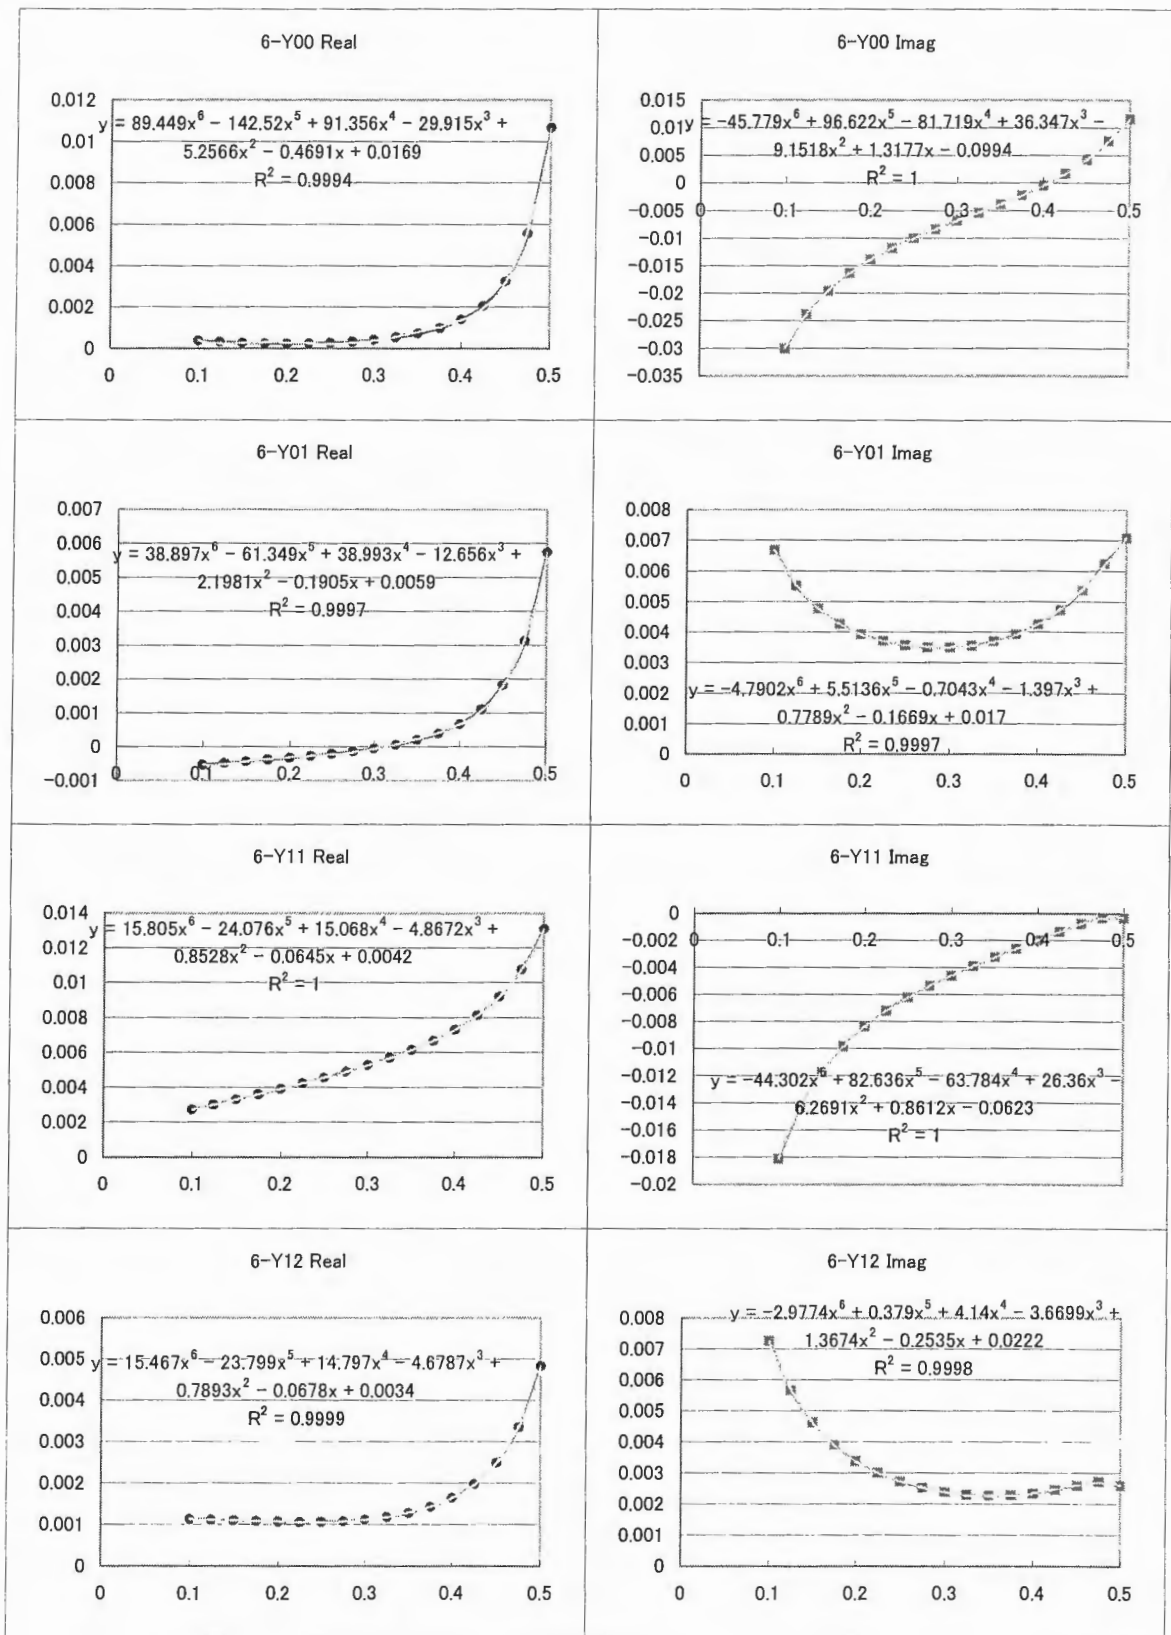 6-Y00 Real
0.012
0.01
0.008
0.006
0.004
0.002
0
y = 89.449x⁶ − 142.52x⁵ + 91.356x⁴ − 29.915x³ +
5.2566x² − 0.4691x + 0.0169
R² = 0.9994
0 0.1 0.2 0.3 0.4 0.5
6-Y00 Imag
0.015
0.01
0.005
0
−0.005
−0.01
−0.015
−0.02
−0.025
−0.03
−0.035
y = −45.779x⁶ + 96.622x⁵ − 81.719x⁴ + 36.347x³ −
9.1518x² + 1.3177x − 0.0994
R² = 1
0 0.1 0.2 0.3 0.4 0.5
6-Y01 Real
0.007
0.006
0.005
0.004
0.003
0.002
0.001
0
−0.001
y = 38.897x⁶ − 61.349x⁵ + 38.993x⁴ − 12.656x³ +
2.1981x² − 0.1905x + 0.0059
R² = 0.9997
0 0.1 0.2 0.3 0.4 0.5
6-Y01 Imag
0.008
0.007
0.006
0.005
0.004
0.003
0.002
0.001
0
y = −4.7902x⁶ + 5.5136x⁵ − 0.7043x⁴ − 1.397x³ +
0.7789x² − 0.1669x + 0.017
R² = 0.9997
0 0.1 0.2 0.3 0.4 0.5
6-Y11 Real
0.014
0.012
0.01
0.008
0.006
0.004
0.002
0
y = 15.805x⁶ − 24.076x⁵ + 15.068x⁴ − 4.8672x³ +
0.8528x² − 0.0645x + 0.0042
R² = 1
0 0.1 0.2 0.3 0.4 0.5
6-Y11 Imag
0
−0.002
−0.004
−0.006
−0.008
−0.01
−0.012
−0.014
−0.016
−0.018
−0.02
0 0.1 0.2 0.3 0.4 0.5
y = −44.302x⁶ + 82.636x⁵ − 63.784x⁴ + 26.36x³ −
6.2691x² + 0.8612x − 0.0623
R² = 1
6-Y12 Real
0.006
0.005
0.004
0.003
0.002
0.001
0
y = 15.467x⁶ − 23.799x⁵ + 14.797x⁴ − 4.6787x³ +
0.7893x² − 0.0678x + 0.0034
R² = 0.9999
0 0.1 0.2 0.3 0.4 0.5
6-Y12 Imag
0.008
0.007
0.006
0.005
0.004
0.003
0.002
0.001
0
y = −2.9774x⁶ + 0.379x⁵ + 4.14x⁴ − 3.6699x³ +
1.3674x² − 0.2535x + 0.0222
R² = 0.9998
0 0.1 0.2 0.3 0.4 0.5